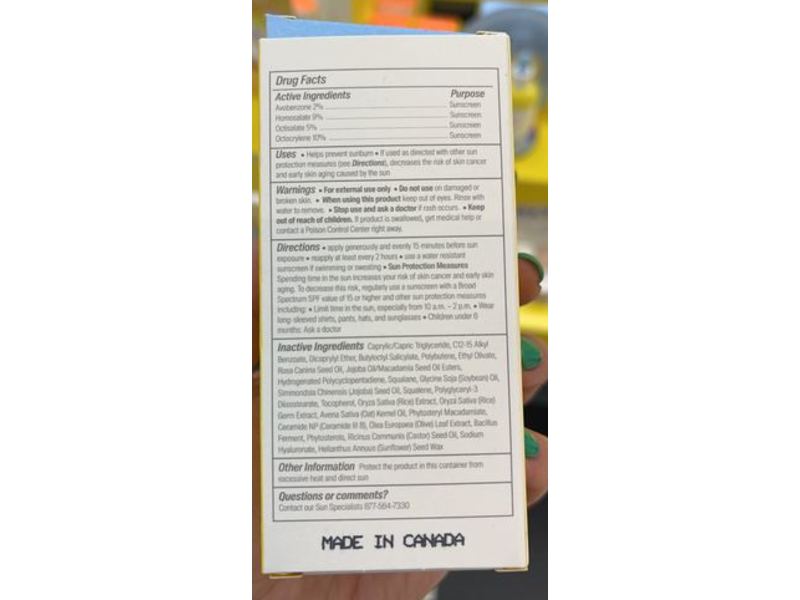 Drug Facts
Active Ingredients Purpose
Avobenzone 2% Sunscreen
Homosalate 9% Sunscreen
Octisalate 5% Sunscreen
Octocrylene 10% Sunscreen
Uses • Helps prevent sunburn • If used as directed with other sun
protection measures (see Directions), decreases the risk of skin cancer
and early skin aging caused by the sun
Warnings • For external use only • Do not use on damaged or
broken skin. • When using this product keep out of eyes. Rinse with
water to remove. • Stop use and ask a doctor if rash occurs. • Keep
out of reach of children. If product is swallowed, get medical help or
contact a Poison Control Center right away.
Directions • apply generously and evenly 15 minutes before sun
exposure • reapply at least every 2 hours • use a water resistant
sunscreen if swimming or sweating • Sun Protection Measures
Spending time in the sun increases your risk of skin cancer and early skin
aging. To decrease this risk, regularly use a sunscreen with a Broad
Spectrum SPF value of 15 or higher and other sun protection measures
including: • Limit time in the sun, especially from 10 a.m. – 2 p.m. • Wear
long-sleeved shirts, pants, hats, and sunglasses • Children under 6
months: Ask a doctor
Inactive Ingredients Caprylic/Capric Triglyceride, C12-15 Alkyl
Benzoate, Dicaprylyl Ether, Butyloctyl Salicylate, Polybutene, Ethyl Olivate,
Rosa Canina Seed Oil, Jojoba Oil/Macadamia Seed Oil Esters,
Hydrogenated Polycyclopentadiene, Squalane, Glycine Soja (Soybean) Oil,
Simmondsia Chinensis (Jojoba) Seed Oil, Squalene, Polyglyceryl-3
Diisostearate, Tocopherol, Oryza Sativa (Rice) Extract, Oryza Sativa (Rice)
Germ Extract, Avena Sativa (Oat) Kernel Oil, Phytosteryl Macadamiate,
Ceramide NP (Ceramide III B), Olea Europaea (Olive) Leaf Extract, Bacillus
Ferment, Phytosterols, Ricinus Communis (Castor) Seed Oil, Sodium
Hyaluronate, Helianthus Annuus (Sunflower) Seed Wax
Other Information Protect the product in this container from
excessive heat and direct sun
Questions or comments?
Contact our Sun Specialists 877-564-7330
MADE IN CANADA